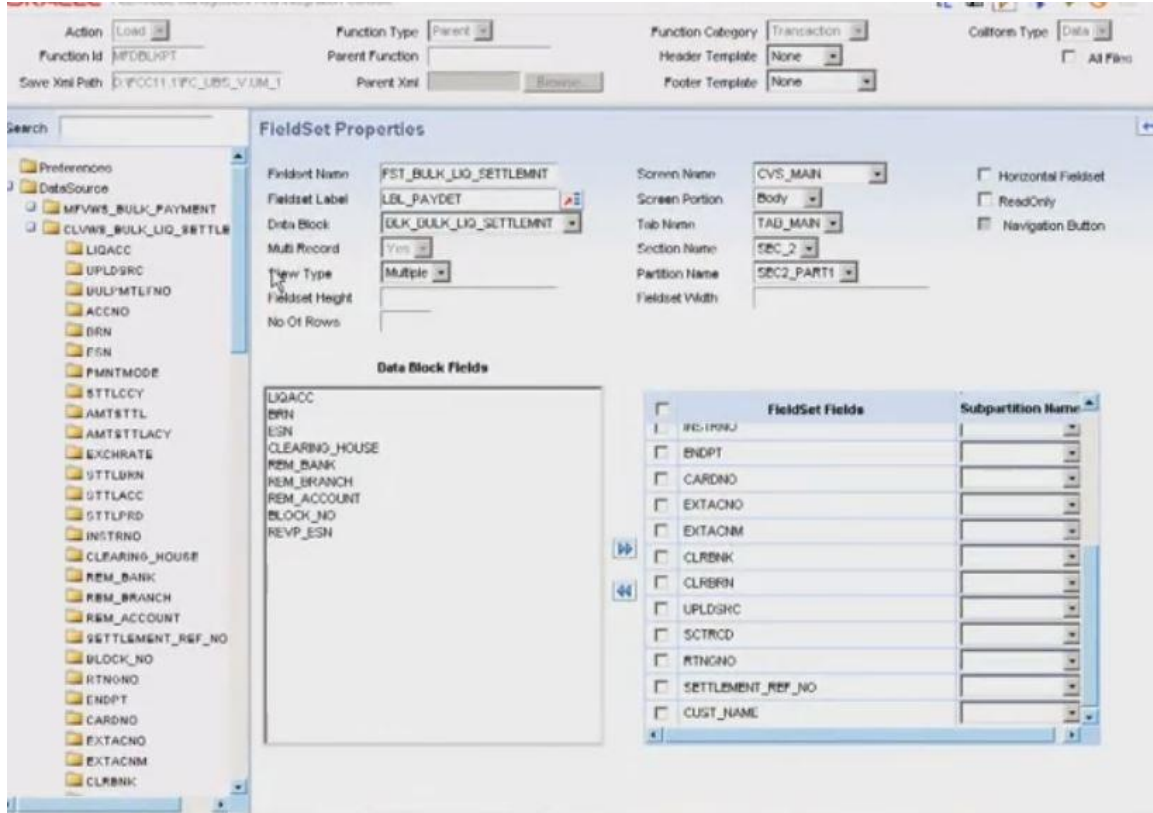 Action Load Function Type Parent Function Category Transaction Callform Type Data
Function Id MFDBLKPT Parent Function Header Template None All Files
Save Xml Path Parent Xml Browse... Footer Template None
Search
FieldSet Properties
Preferences
DataSource
MFVWS_BULK_PAYMENT
CLVWS_BULK_LIQ_SETTLE
LIQACC
UPLDSRC
ACCNO
BRN
ESN
PMNTMODE
STTLCCY
AMTSTTL
AMTSTTLACY
EXCHRATE
STTLBRN
STTLACC
STTLPRD
INSTRNO
CLEARING_HOUSE
REM_BANK
REM_BRANCH
REM_ACCOUNT
SETTLEMENT_REF_NO
BLOCK_NO
RTNGNO
ENDPT
CARDNO
EXTACNO
EXTACNM
CLRBNK
Fieldset Name FST_BULK_LIQ_SETTLEMNT Screen Name CVS_MAIN Horizontal Fieldset
Fieldset Label LBL_PAYDET Screen Portion Body ReadOnly
Data Block BLK_BULK_LIQ_SETTLEMNT Tab Name TAB_MAIN Navigation Button
Multi Record Yes Section Name SEC_2
View Type Multiple Partition Name SEC2_PART1
Fieldset Height Fieldset Width
No Of Rows
Data Block Fields
LIQACC
BRN
ESN
CLEARING_HOUSE
REM_BANK
REM_BRANCH
REM_ACCOUNT
BLOCK_NO
REVP_ESN
FieldSet Fields Subpartition Name
INSTRNO
ENDPT
CARDNO
EXTACNO
EXTACNM
CLRBNK
CLRBRN
UPLDSRC
SCTRCD
RTNGNO
SETTLEMENT_REF_NO
CUST_NAME